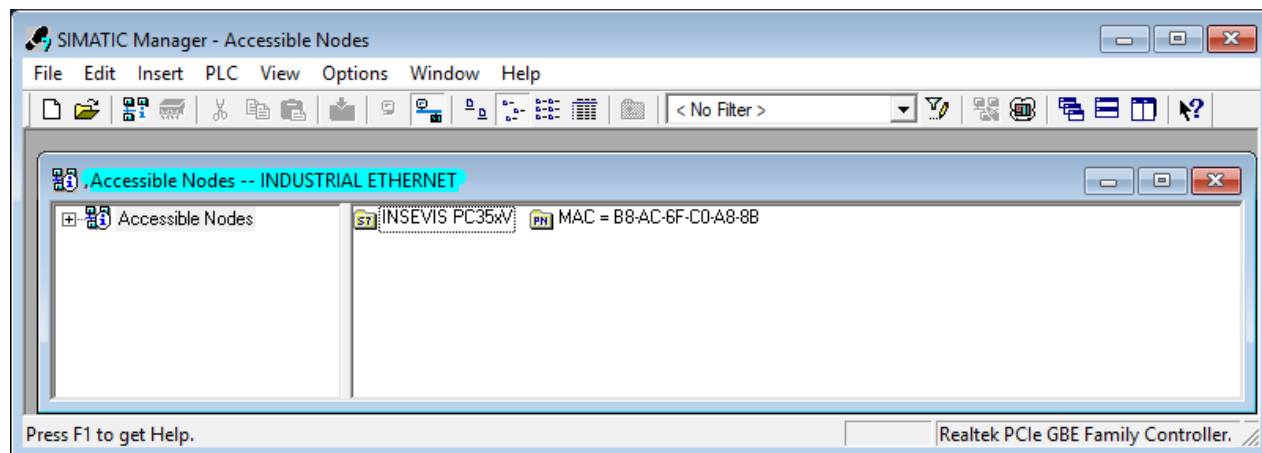 SIMATIC Manager - Accessible Nodes
File Edit Insert PLC View Options Window Help
< No Filter >
Accessible Nodes -- INDUSTRIAL ETHERNET
Accessible Nodes
S7 INSEVIS PC35xV PN MAC = B8-AC-6F-C0-A8-8B
Press F1 to get Help.
Realtek PCIe GBE Family Controller.